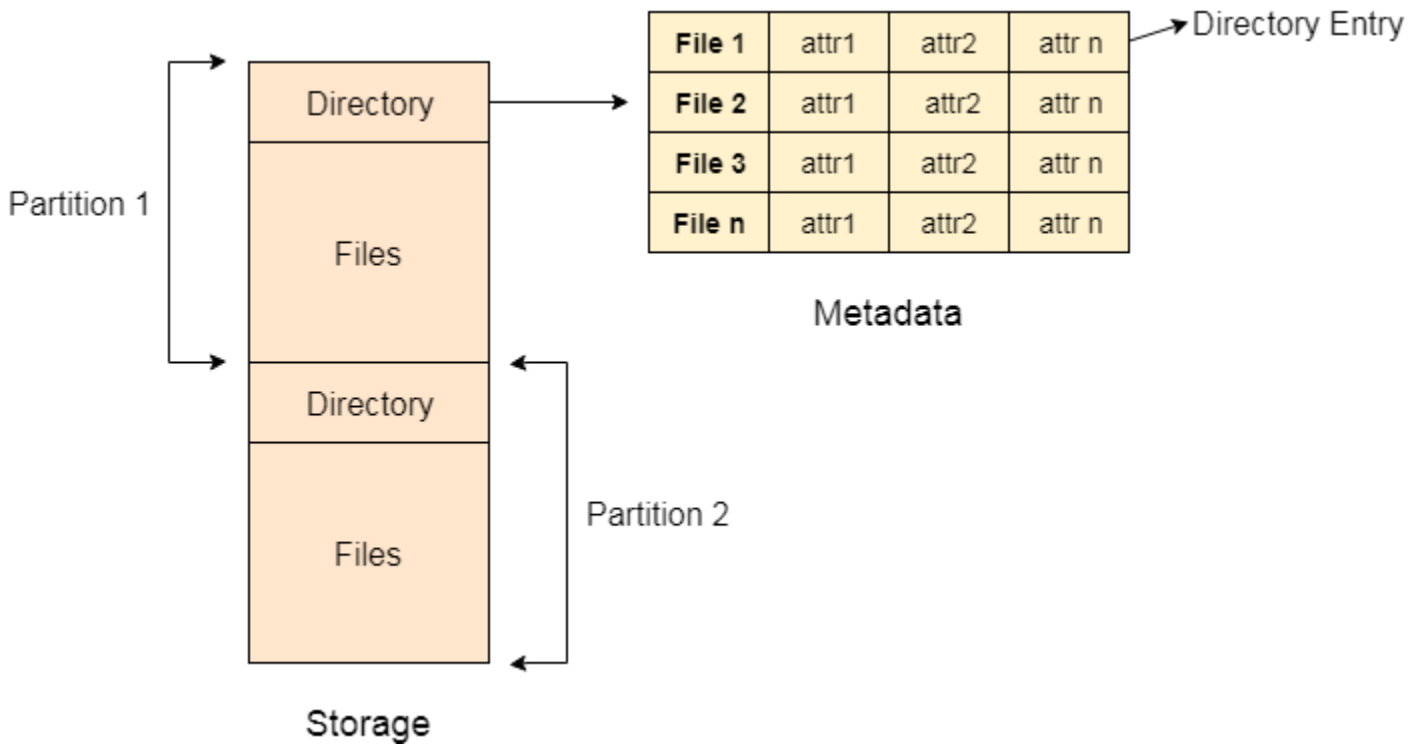 File 1 attr1 attr2 attr n
Directory Entry
File 2 attr1 attr2 attr n
File 3 attr1 attr2 attr n
File n attr1 attr2 attr n
Metadata
Directory
Partition 1
Files
Directory
Partition 2
Files
Storage